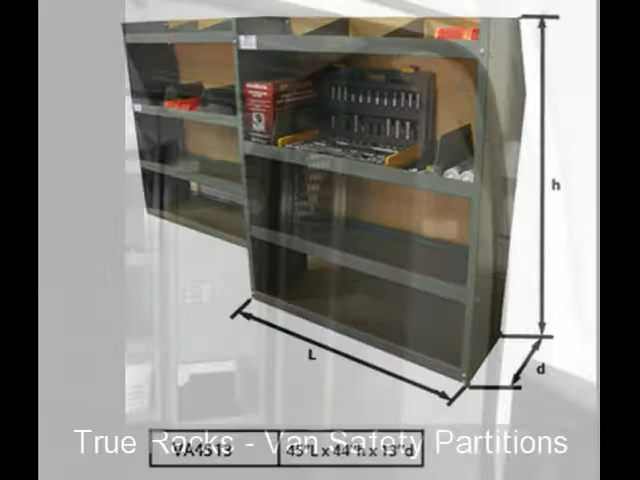 h
L
d
True Racks - Van Safety Partitions
VA4513 45"L x 44"h x 13"d